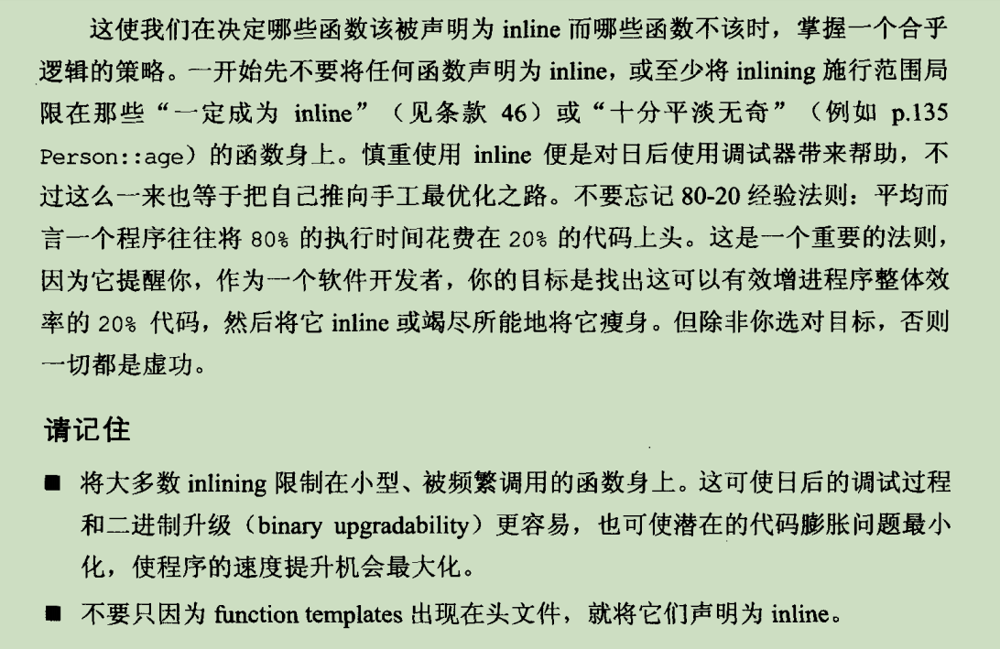 这使我们在决定哪些函数该被声明为 inline 而哪些函数不该时，掌握一个合乎
逻辑的策略。一开始先不要将任何函数声明为 inline，或至少将 inlining 施行范围局
限在那些“一定成为 inline”（见条款 46）或“十分平淡无奇”（例如 p.135
Person::age）的函数身上。慎重使用 inline 便是对日后使用调试器带来帮助，不
过这么一来也等于把自己推向手工最优化之路。不要忘记 80-20 经验法则：平均而
言一个程序往往将 80% 的执行时间花费在 20% 的代码上头。这是一个重要的法则，
因为它提醒你，作为一个软件开发者，你的目标是找出这可以有效增进程序整体效
率的 20% 代码，然后将它 inline 或竭尽所能地将它瘦身。但除非你选对目标，否则
一切都是虚功。
请记住
■ 将大多数 inlining 限制在小型、被频繁调用的函数身上。这可使日后的调试过程
和二进制升级（binary upgradability）更容易，也可使潜在的代码膨胀问题最小
化，使程序的速度提升机会最大化。
■ 不要只因为 function templates 出现在头文件，就将它们声明为 inline。